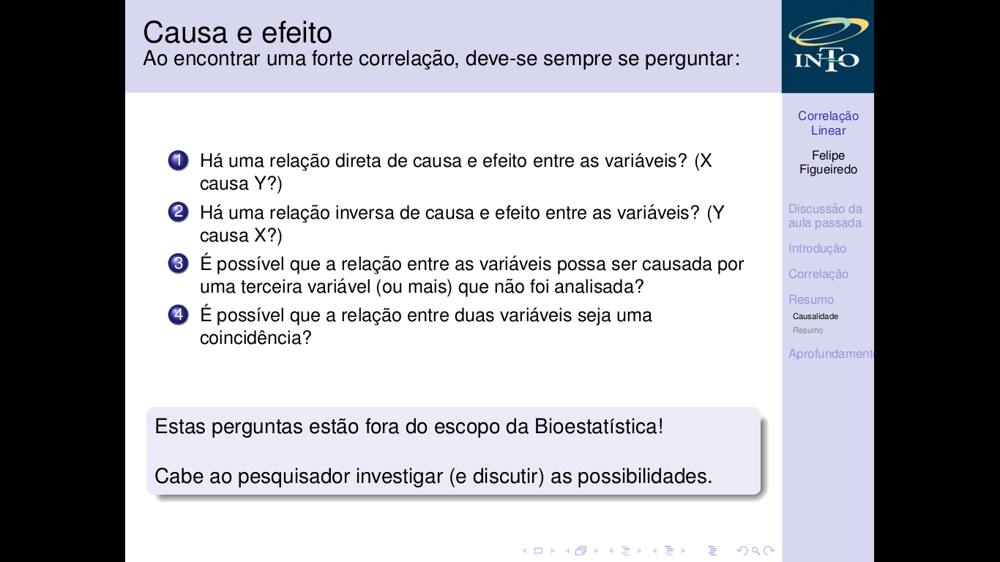 Causa e efeito
Ao encontrar uma forte correlação, deve-se sempre se perguntar:
1 Há uma relação direta de causa e efeito entre as variáveis? (X
causa Y?)
2 Há uma relação inversa de causa e efeito entre as variáveis? (Y
causa X?)
3 É possível que a relação entre as variáveis possa ser causada por
uma terceira variável (ou mais) que não foi analisada?
4 É possível que a relação entre duas variáveis seja uma
coincidência?
Estas perguntas estão fora do escopo da Bioestatística!
Cabe ao pesquisador investigar (e discutir) as possibilidades.
INTO
Correlação
Linear
Felipe
Figueiredo
Discussão da
aula passada
Introdução
Correlação
Resumo
Causalidade
Resumo
Aprofundament